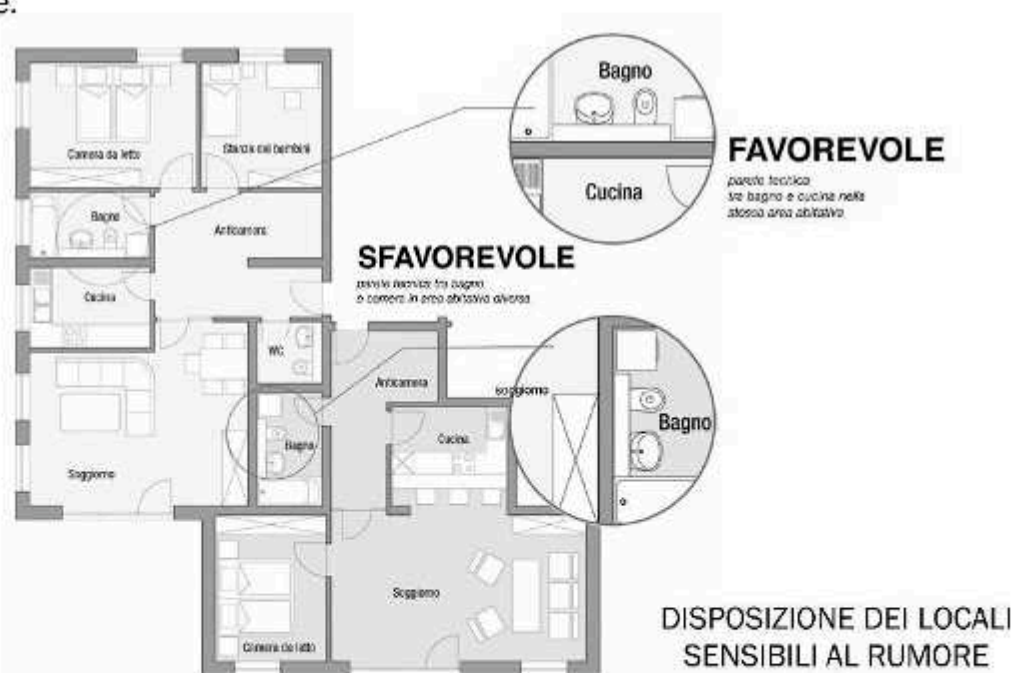 e.
Bagno
Cucina
FAVOREVOLE
parete tecnica
tra bagno e cucina nella
stessa area abitativa
Camera da letto
Stanza dei bambini
Bagno
Anticamera
Cucina
SFAVOREVOLE
parete tecnica tra bagno
e camera in area abitativa diversa
WC
Anticamera
soggiorno
Bagno
Cucina
Bagno
Soggiorno
Soggiorno
Camera da letto
DISPOSIZIONE DEI LOCALI
SENSIBILI AL RUMORE